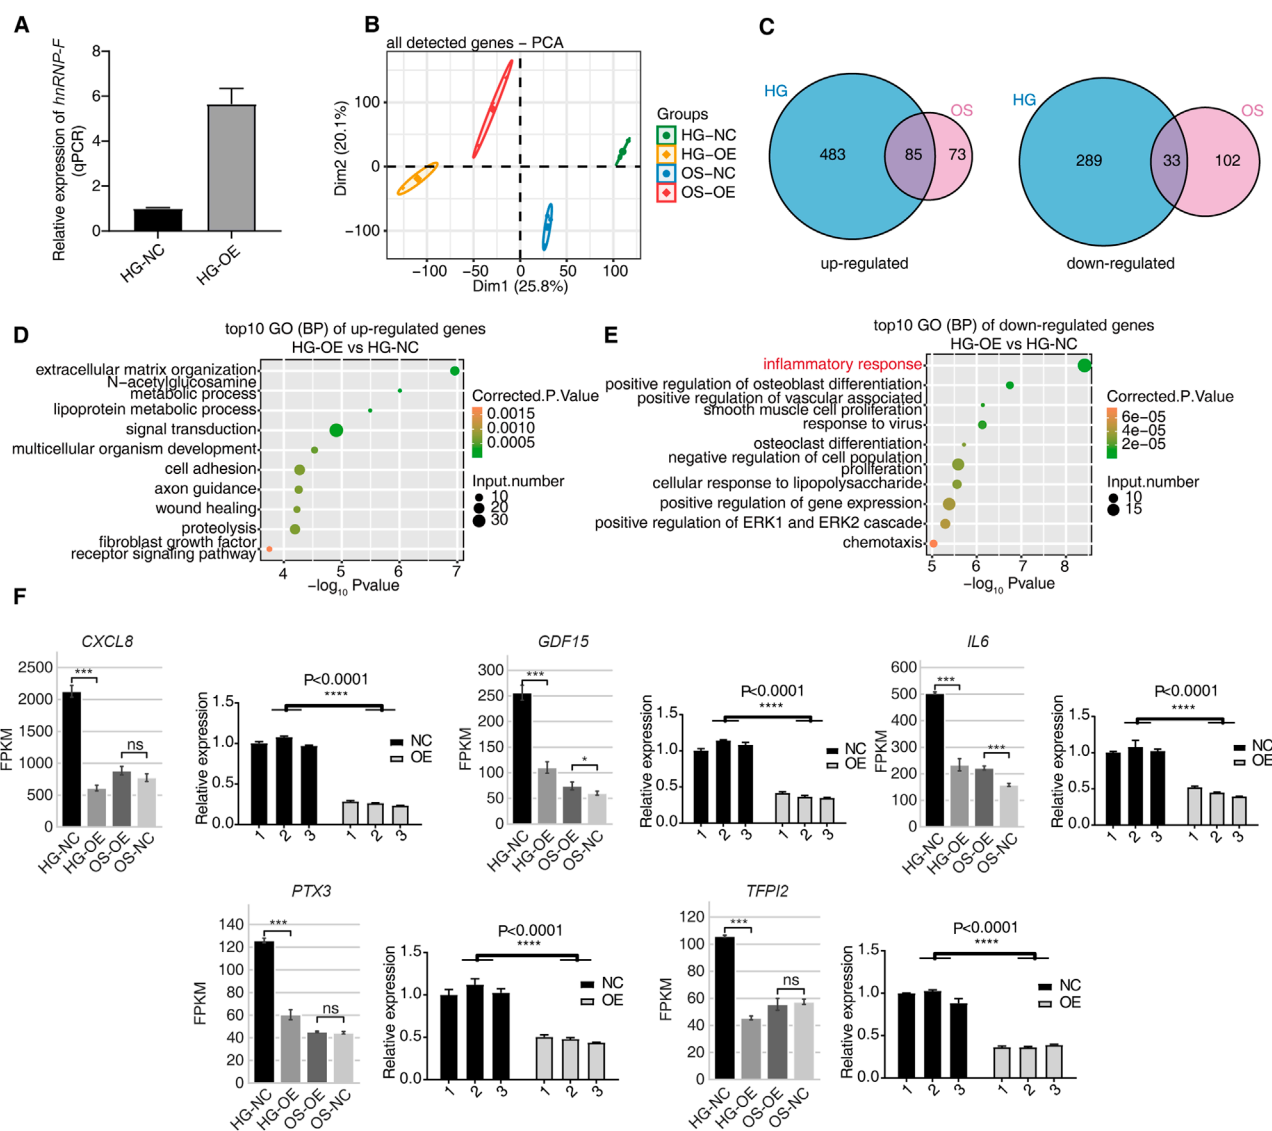 A
Relative expression of hnRNP-F
(qPCR)
8
6
4
2
0
HG-NC
HG-OE
B
all detected genes – PCA
Dim2 (20.1%)
100
0
−100
−100
−50
0
50
100
Dim1 (25.8%)
Groups
HG−NC
HG−OE
OS−NC
OS−OE
C
HG
OS
483
85
73
up-regulated
HG
OS
289
33
102
down-regulated
D
top10 GO (BP) of up-regulated genes
HG-OE vs HG-NC
extracellular matrix organization
N−acetylglucosamine
metabolic process
lipoprotein metabolic process
signal transduction
multicellular organism development
cell adhesion
axon guidance
wound healing
proteolysis
fibroblast growth factor
receptor signaling pathway
4
5
6
7
−log10 Pvalue
Corrected.P.Value
0.0015
0.0010
0.0005
Input.number
10
20
30
E
top10 GO (BP) of down-regulated genes
HG-OE vs HG-NC
inflammatory response
positive regulation of osteoblast differentiation
positive regulation of vascular associated
smooth muscle cell proliferation
response to virus
osteoclast differentiation
negative regulation of cell population
proliferation
cellular response to lipopolysaccharide
positive regulation of gene expression
positive regulation of ERK1 and ERK2 cascade
chemotaxis
5
6
7
8
−log10 Pvalue
Corrected.P.Value
6e−05
4e−05
2e−05
Input.number
10
15
F
CXCL8
FPKM
2500
2000
1500
1000
500
0
***
ns
HG-NC
HG-OE
OS-OE
OS-NC
Relative expression
1.5
1.0
0.5
0.0
P<0.0001
****
NC
OE
1 2 3 1 2 3
GDF15
FPKM
300
250
200
150
100
50
0
***
*
HG-NC
HG-OE
OS-OE
OS-NC
Relative expression
1.5
1.0
0.5
0.0
P<0.0001
****
NC
OE
1 2 3 1 2 3
IL6
FPKM
600
500
400
300
200
100
0
***
***
HG-NC
HG-OE
OS-OE
OS-NC
Relative expression
1.5
1.0
0.5
0.0
P<0.0001
****
NC
OE
1 2 3 1 2 3
PTX3
FPKM
140
120
100
80
60
40
20
0
***
ns
HG-NC
HG-OE
OS-OE
OS-NC
Relative expression
1.5
1.0
0.5
0.0
P<0.0001
****
NC
OE
1 2 3 1 2 3
TFPI2
FPKM
120
100
80
60
40
20
0
***
ns
HG-NC
HG-OE
OS-OE
OS-NC
Relative expression
1.5
1.0
0.5
0.0
P<0.0001
****
NC
OE
1 2 3 1 2 3